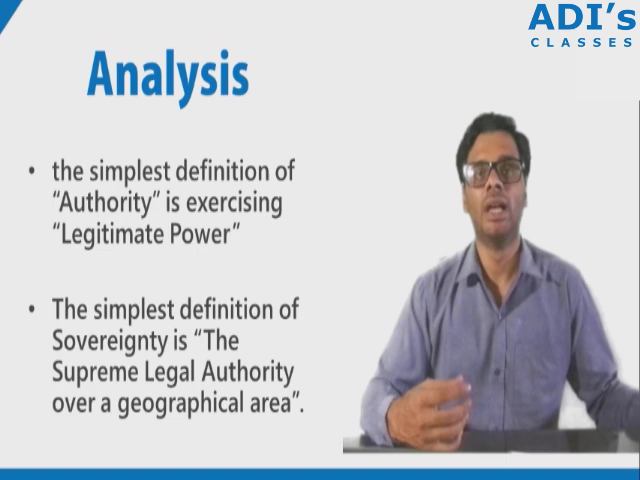 ADI's
CLASSES
Analysis
• the simplest definition of
“Authority” is exercising
“Legitimate Power”
• The simplest definition of
Sovereignty is “The
Supreme Legal Authority
over a geographical area”.